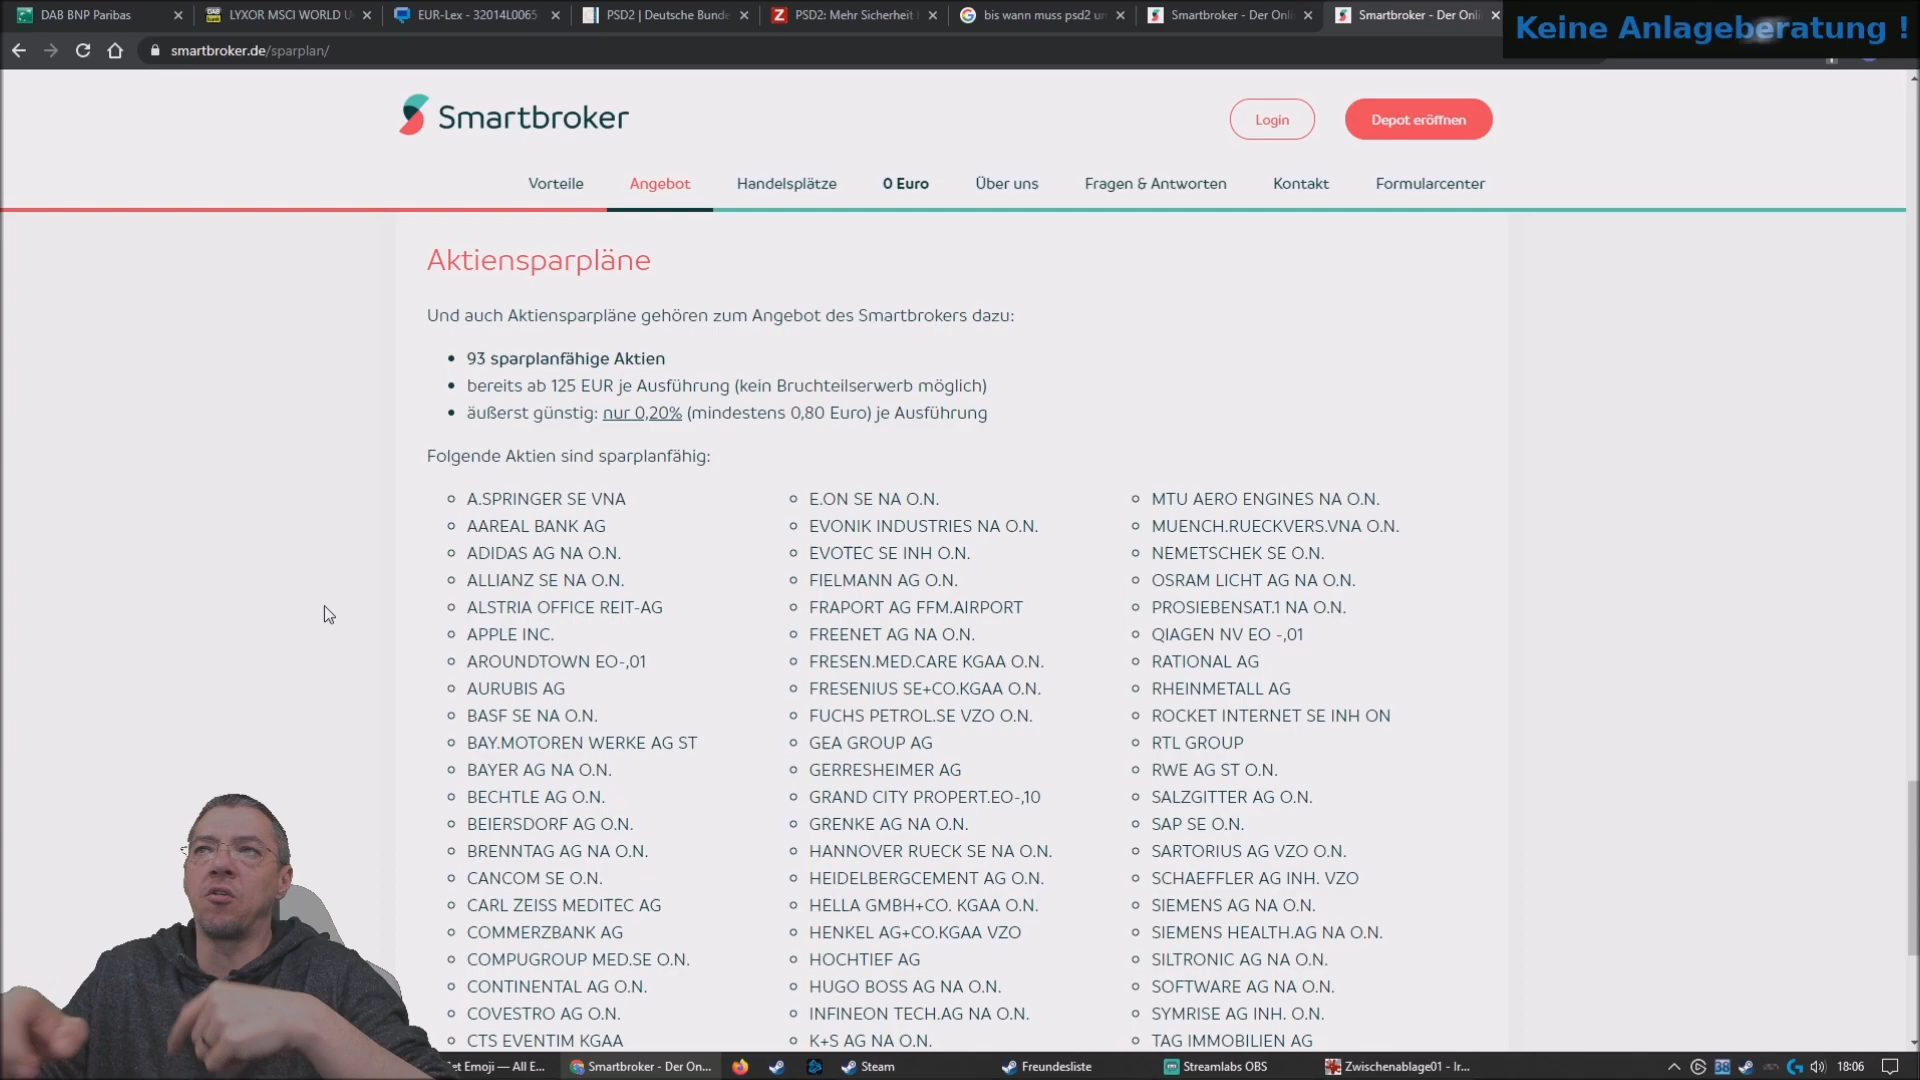 DAB BNP Paribas
LYXOR MSCI WORLD U
EUR-Lex - 32014L0065
PSD2 | Deutsche Bunde
PSD2: Mehr Sicherheit
bis wann muss psd2 u
Smartbroker - Der Onli
Smartbroker - Der Onli
Keine Anlageberatung !
smartbroker.de/sparplan/
Smartbroker
Login
Depot eröffnen
Vorteile
Angebot
Handelsplätze
0 Euro
Über uns
Fragen & Antworten
Kontakt
Formularcenter
Aktiensparpläne
Und auch Aktiensparpläne gehören zum Angebot des Smartbrokers dazu:
93 sparplanfähige Aktien
bereits ab 125 EUR je Ausführung (kein Bruchteilserwerb möglich)
äußerst günstig: nur 0,20% (mindestens 0,80 Euro) je Ausführung
Folgende Aktien sind sparplanfähig:
A.SPRINGER SE VNA
AAREAL BANK AG
ADIDAS AG NA O.N.
ALLIANZ SE NA O.N.
ALSTRIA OFFICE REIT-AG
APPLE INC.
AROUNDTOWN EO-,01
AURUBIS AG
BASF SE NA O.N.
BAY.MOTOREN WERKE AG ST
BAYER AG NA O.N.
BECHTLE AG O.N.
BEIERSDORF AG O.N.
BRENNTAG AG NA O.N.
CANCOM SE O.N.
CARL ZEISS MEDITEC AG
COMMERZBANK AG
COMPUGROUP MED.SE O.N.
CONTINENTAL AG O.N.
COVESTRO AG O.N.
CTS EVENTIM KGAA
E.ON SE NA O.N.
EVONIK INDUSTRIES NA O.N.
EVOTEC SE INH O.N.
FIELMANN AG O.N.
FRAPORT AG FFM.AIRPORT
FREENET AG NA O.N.
FRESEN.MED.CARE KGAA O.N.
FRESENIUS SE+CO.KGAA O.N.
FUCHS PETROL.SE VZO O.N.
GEA GROUP AG
GERRESHEIMER AG
GRAND CITY PROPERT.EO-,10
GRENKE AG NA O.N.
HANNOVER RUECK SE NA O.N.
HEIDELBERGCEMENT AG O.N.
HELLA GMBH+CO. KGAA O.N.
HENKEL AG+CO.KGAA VZO
HOCHTIEF AG
HUGO BOSS AG NA O.N.
INFINEON TECH.AG NA O.N.
K+S AG NA O.N.
MTU AERO ENGINES NA O.N.
MUENCH.RUECKVERS.VNA O.N.
NEMETSCHEK SE O.N.
OSRAM LICHT AG NA O.N.
PROSIEBENSAT.1 NA O.N.
QIAGEN NV EO -,01
RATIONAL AG
RHEINMETALL AG
ROCKET INTERNET SE INH ON
RTL GROUP
RWE AG ST O.N.
SALZGITTER AG O.N.
SAP SE O.N.
SARTORIUS AG VZO O.N.
SCHAEFFLER AG INH. VZO
SIEMENS AG NA O.N.
SIEMENS HEALTH.AG NA O.N.
SILTRONIC AG NA O.N.
SOFTWARE AG NA O.N.
SYMRISE AG INH. O.N.
TAG IMMOBILIEN AG
et Emoji — All E...
Smartbroker - Der On...
Steam
Freundesliste
Streamlabs OBS
Zwischenablage01 - Ir...
38
18:06